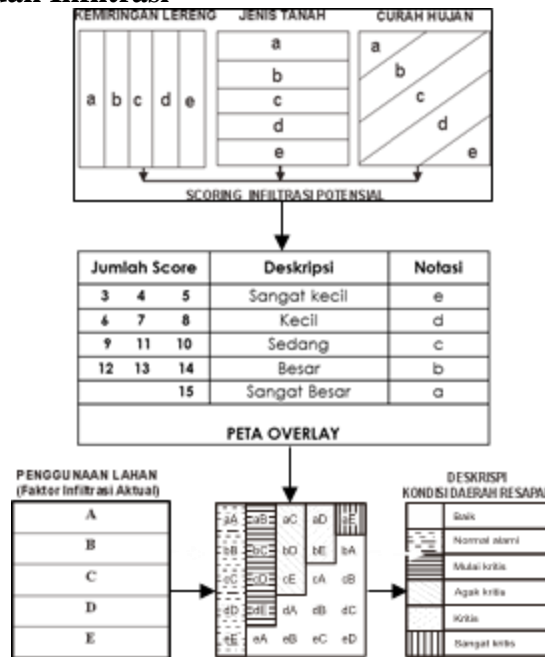 dan Infiltrasi
KEMIRINGAN LERENG JENIS TANAH CURAH HUJAN
a b c d e
a
b
c
d
e
a
b
c
d
e
SCORING INFILTRASI POTENSIAL
Jumlah Score Deskripsi Notasi
3 4 5 Sangat kecil e
6 7 8 Kecil d
9 11 10 Sedang c
12 13 14 Besar b
15 Sangat Besar a
PETA OVERLAY
PENGGUNAAN LAHAN
(Faktor Infiltrasi Aktual)
A
B
C
D
E
aA aB aC aD aE
bB bC bD bE bA
cC cD cE cA cB
dD dE dA dB dC
eE eA eB eC eD
DESKRISPI
KONDISI DAERAH RESAPAN
Baik
Normal alami
Mulai kritis
Agak kritis
Kritis
Sangat kritis